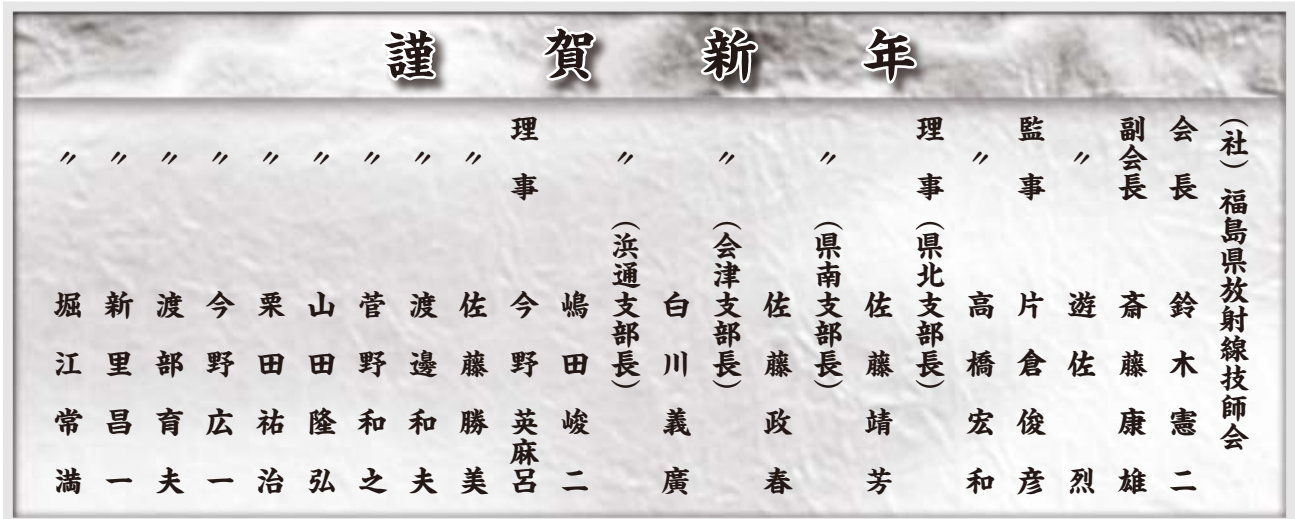 謹賀新年
（社）福島県放射線技師会
会長 鈴木憲二
副会長 斎藤康雄
〃 遊佐烈
監事 片倉俊彦
〃 高橋宏和
理事（県北支部長）
佐藤靖芳
〃（県南支部長）
佐藤政春
〃（会津支部長）
白川義廣
〃（浜通支部長）
嶋田峻二
理事 今野英麻呂
〃 佐藤勝美
〃 渡邊和夫
〃 菅野和之
〃 山田隆弘
〃 栗田祐治
〃 今野広一
〃 渡部育夫
〃 新里昌一
〃 堀江常満